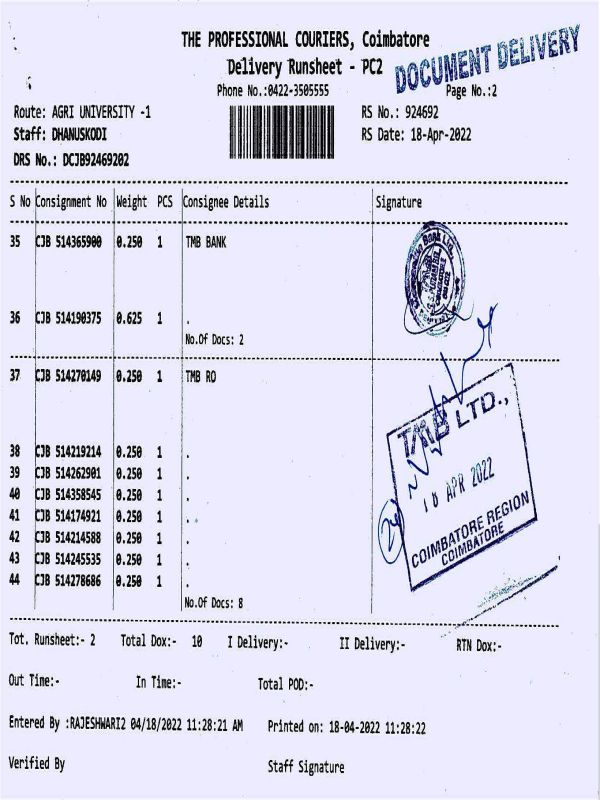 THE PROFESSIONAL COURIERS, Coimbatore
Delivery Runsheet - PC2
DOCUMENT DELIVERY
Phone No.:0422-3505555
Page No.:2
Route: AGRI UNIVERSITY -1
RS No.: 924692
Staff: DHANUSKODI
RS Date: 18-Apr-2022
DRS No.: DCJB92469202
S No Consignment No Weight PCS Consignee Details Signature
35 CJB 514365900 0.250 1 TMB BANK
36 CJB 514190375 0.625 1 .
No.Of Docs: 2
37 CJB 514270149 0.250 1 TMB RO
TMB LTD.,
38 CJB 514219214 0.250 1 .
39 CJB 514262901 0.250 1 .
APR 2022
40 CJB 514358545 0.250 1 .
41 CJB 514174921 0.250 1 .
42 CJB 514214588 0.250 1 .
COIMBATORE REGION
43 CJB 514245535 0.250 1 .
COIMBATORE
44 CJB 514278686 0.250 1 .
No.Of Docs: 8
Tot. Runsheet:- 2 Total Dox:- 10 I Delivery:- II Delivery:- RTN Dox:-
Out Time:- In Time:- Total POD:-
Entered By :RAJESHWARI2 04/18/2022 11:28:21 AM Printed on: 18-04-2022 11:28:22
Verified By Staff Signature